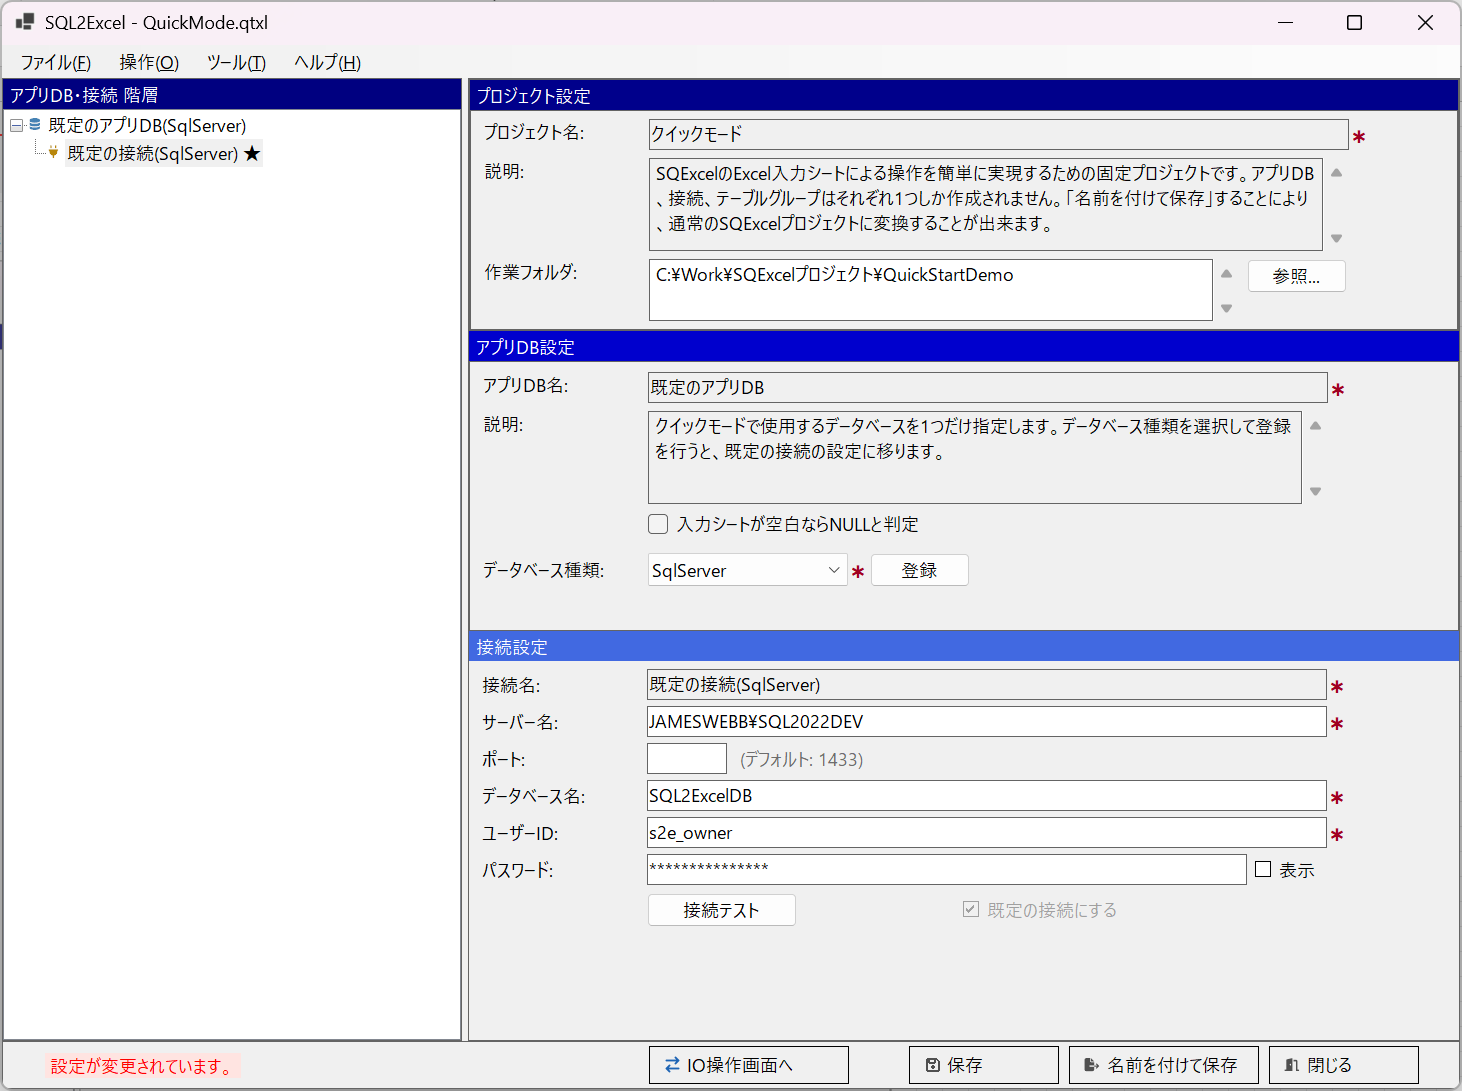 SQL2Excel - QuickMode.qtxl
ファイル(F) 操作(O) ツール(T) ヘルプ(H)
アプリDB・接続 階層
既定のアプリDB(SqlServer)
既定の接続(SqlServer) ★
プロジェクト設定
プロジェクト名: クイックモード *
説明: SQExcelのExcel入力シートによる操作を簡単に実現するための固定プロジェクトです。アプリDB
、接続、テーブルグループはそれぞれ1つしか作成されません。「名前を付けて保存」することにより
、通常のSQExcelプロジェクトに変換することが出来ます。
作業フォルダ: C:¥Work¥SQExcelプロジェクト¥QuickStartDemo 参照...
アプリDB設定
アプリDB名: 既定のアプリDB *
説明: クイックモードで使用するデータベースを1つだけ指定します。データベース種類を選択して登録
を行うと、既定の接続の設定に移ります。
入力シートが空白ならNULLと判定
データベース種類: SqlServer * 登録
接続設定
接続名: 既定の接続(SqlServer) *
サーバー名: JAMESWEBB¥SQL2022DEV *
ポート: (デフォルト: 1433)
データベース名: SQL2ExcelDB *
ユーザーID: s2e_owner *
パスワード: *************** 表示
接続テスト 既定の接続にする
設定が変更されています。 IO操作画面へ 保存 名前を付けて保存 閉じる